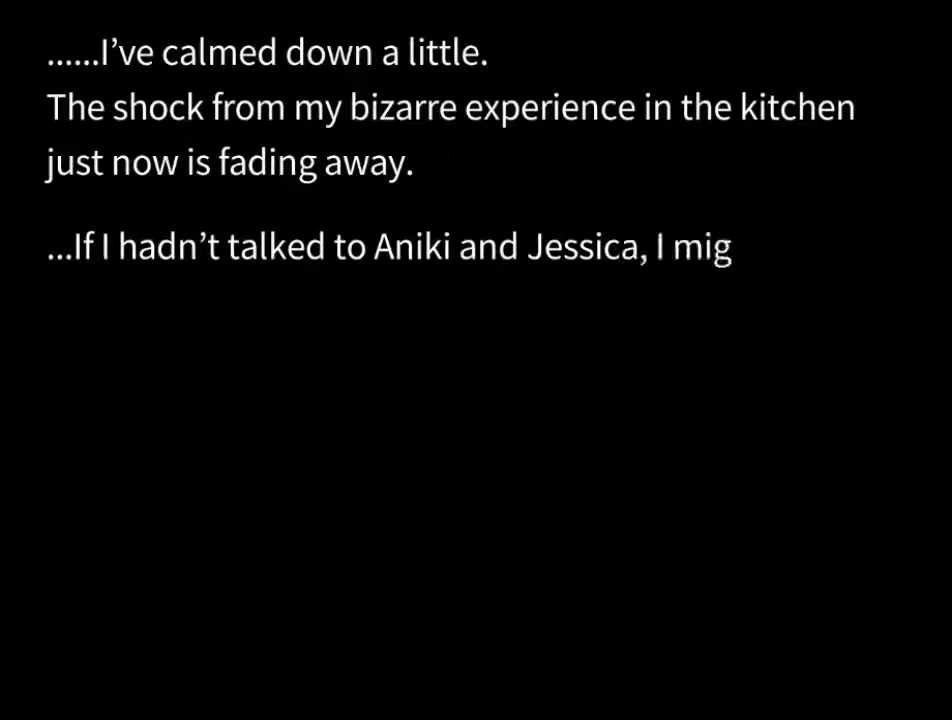 ......I’ve calmed down a little.
The shock from my bizarre experience in the kitchen
just now is fading away.
...If I hadn’t talked to Aniki and Jessica, I mig